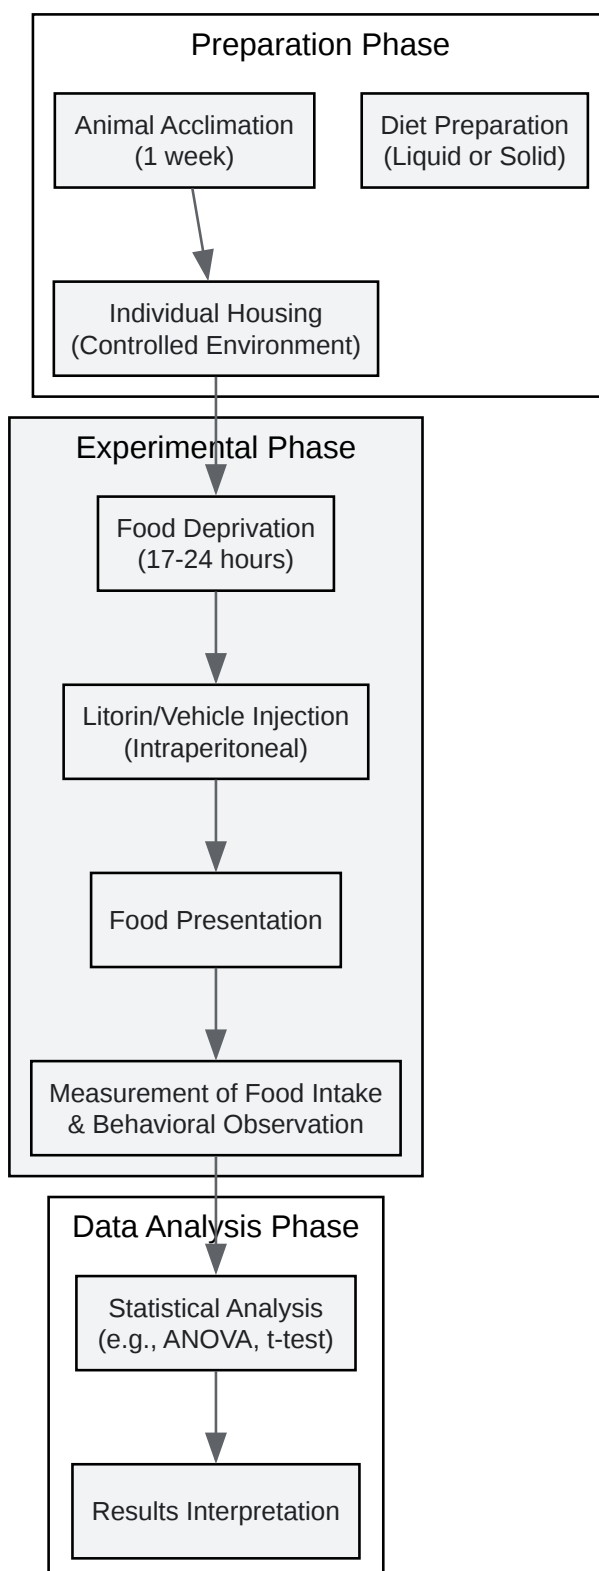 Preparation Phase
Animal Acclimation
(1 week)
Diet Preparation
(Liquid or Solid)
Individual Housing
(Controlled Environment)
Experimental Phase
Food Deprivation
(17-24 hours)
Litorin/Vehicle Injection
(Intraperitoneal)
Food Presentation
Measurement of Food Intake
& Behavioral Observation
Data Analysis Phase
Statistical Analysis
(e.g., ANOVA, t-test)
Results Interpretation